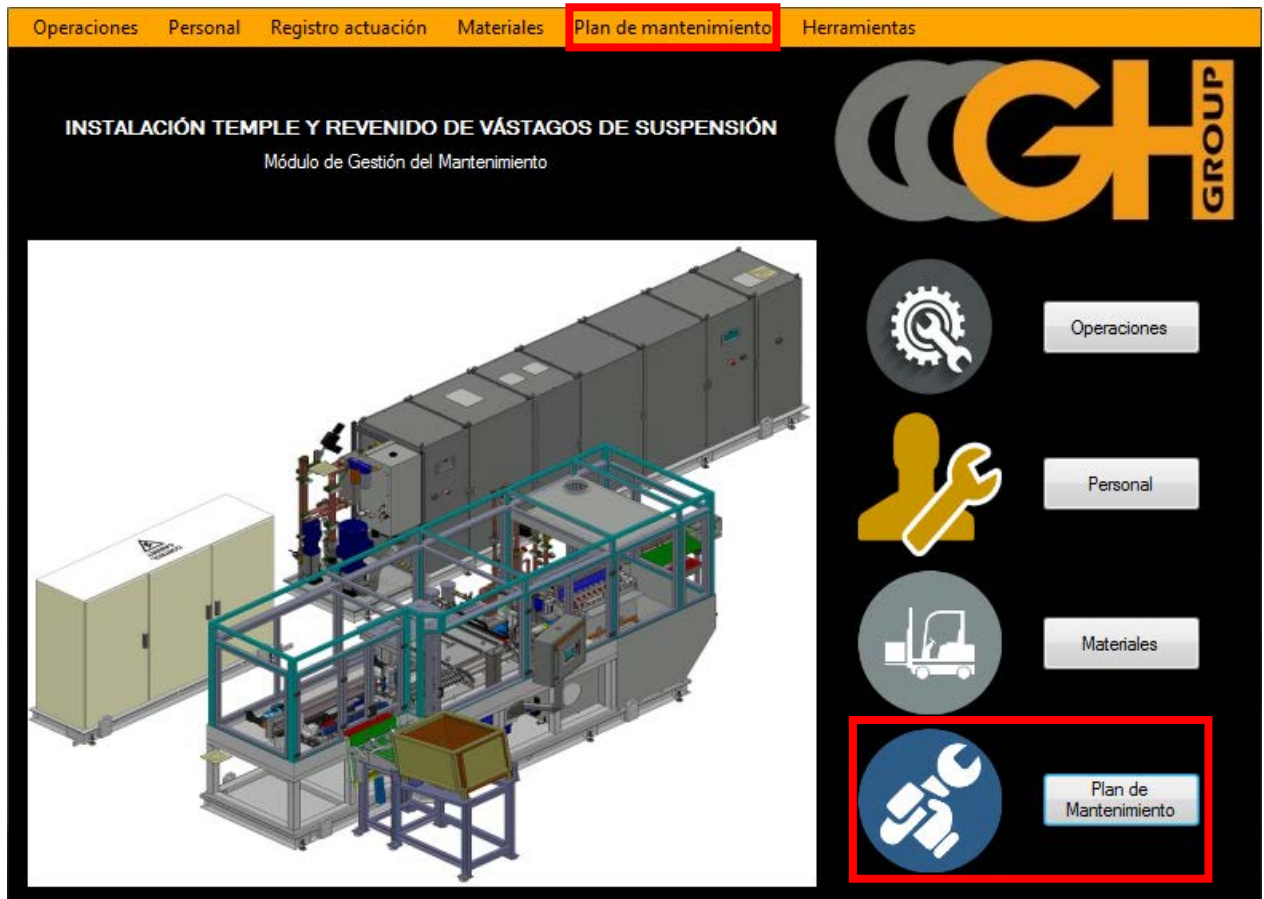 Operaciones Personal Registro actuación Materiales Plan de mantenimiento Herramientas
INSTALACIÓN TEMPLE Y REVENIDO DE VÁSTAGOS DE SUSPENSIÓN
Módulo de Gestión del Mantenimiento
GH
GROUP
Operaciones
Personal
Materiales
Plan de
Mantenimiento